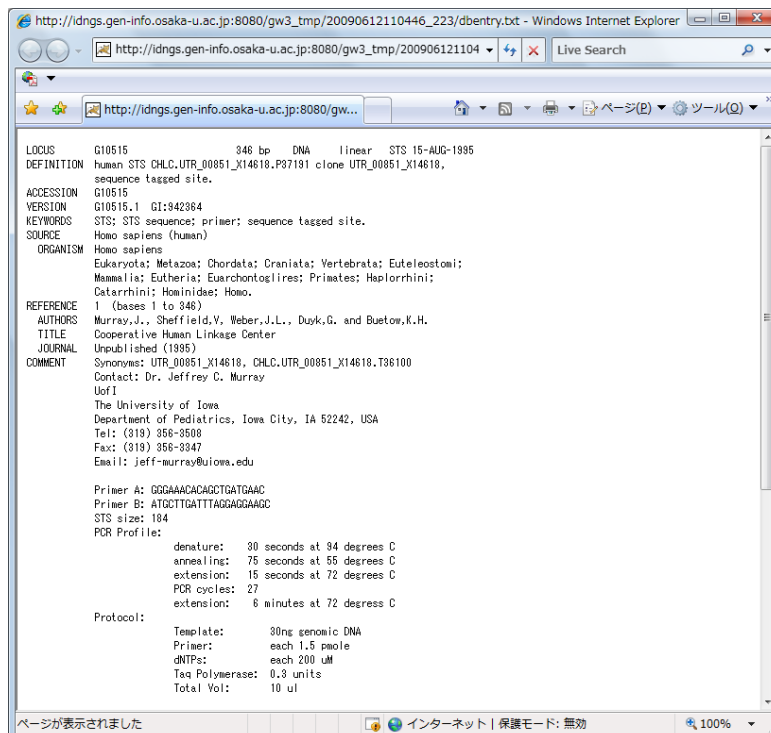 http://idngs.gen-info.osaka-u.ac.jp:8080/gw3_tmp/20090612110446_223/dbentry.txt - Windows Internet Explorer
http://idngs.gen-info.osaka-u.ac.jp:8080/gw3_tmp/200906121104 Live Search
http://idngs.gen-info.osaka-u.ac.jp:8080/gw... ページ(P) ツール(O)
LOCUS G10515 346 bp DNA linear STS 15-AUG-1995
DEFINITION human STS CHLC.UTR_00851_X14618.P37191 clone UTR_00851_X14618,
sequence tagged site.
ACCESSION G10515
VERSION G10515.1 GI:942364
KEYWORDS STS; STS sequence; primer; sequence tagged site.
SOURCE Homo sapiens (human)
ORGANISM Homo sapiens
Eukaryota; Metazoa; Chordata; Craniata; Vertebrata; Euteleostomi;
Mammalia; Eutheria; Euarchontoglires; Primates; Haplorrhini;
Catarrhini; Hominidae; Homo.
REFERENCE 1 (bases 1 to 346)
AUTHORS Murray,J., Sheffield,V, Weber,J.L., Duyk,G. and Buetow,K.H.
TITLE Cooperative Human Linkage Center
JOURNAL Unpublished (1995)
COMMENT Synonyms: UTR_00851_X14618, CHLC.UTR_00851_X14618.T36100
Contact: Dr. Jeffrey C. Murray
UofI
The University of Iowa
Department of Pediatrics, Iowa City, IA 52242, USA
Tel: (319) 356-3508
Fax: (319) 356-3347
Email: jeff-murray@uiowa.edu
Primer A: GGGAAACACAGCTGATGAAC
Primer B: ATGCTTGATTTAGGAGGAAGC
STS size: 184
PCR Profile:
denature: 30 seconds at 94 degrees C
annealing: 75 seconds at 55 degrees C
extension: 15 seconds at 72 degrees C
PCR cycles: 27
extension: 6 minutes at 72 degress C
Protocol:
Template: 30ng genomic DNA
Primer: each 1.5 pmole
dNTPs: each 200 uM
Taq Polymerase: 0.3 units
Total Vol: 10 ul
ページが表示されました インターネット | 保護モード: 無効 100%